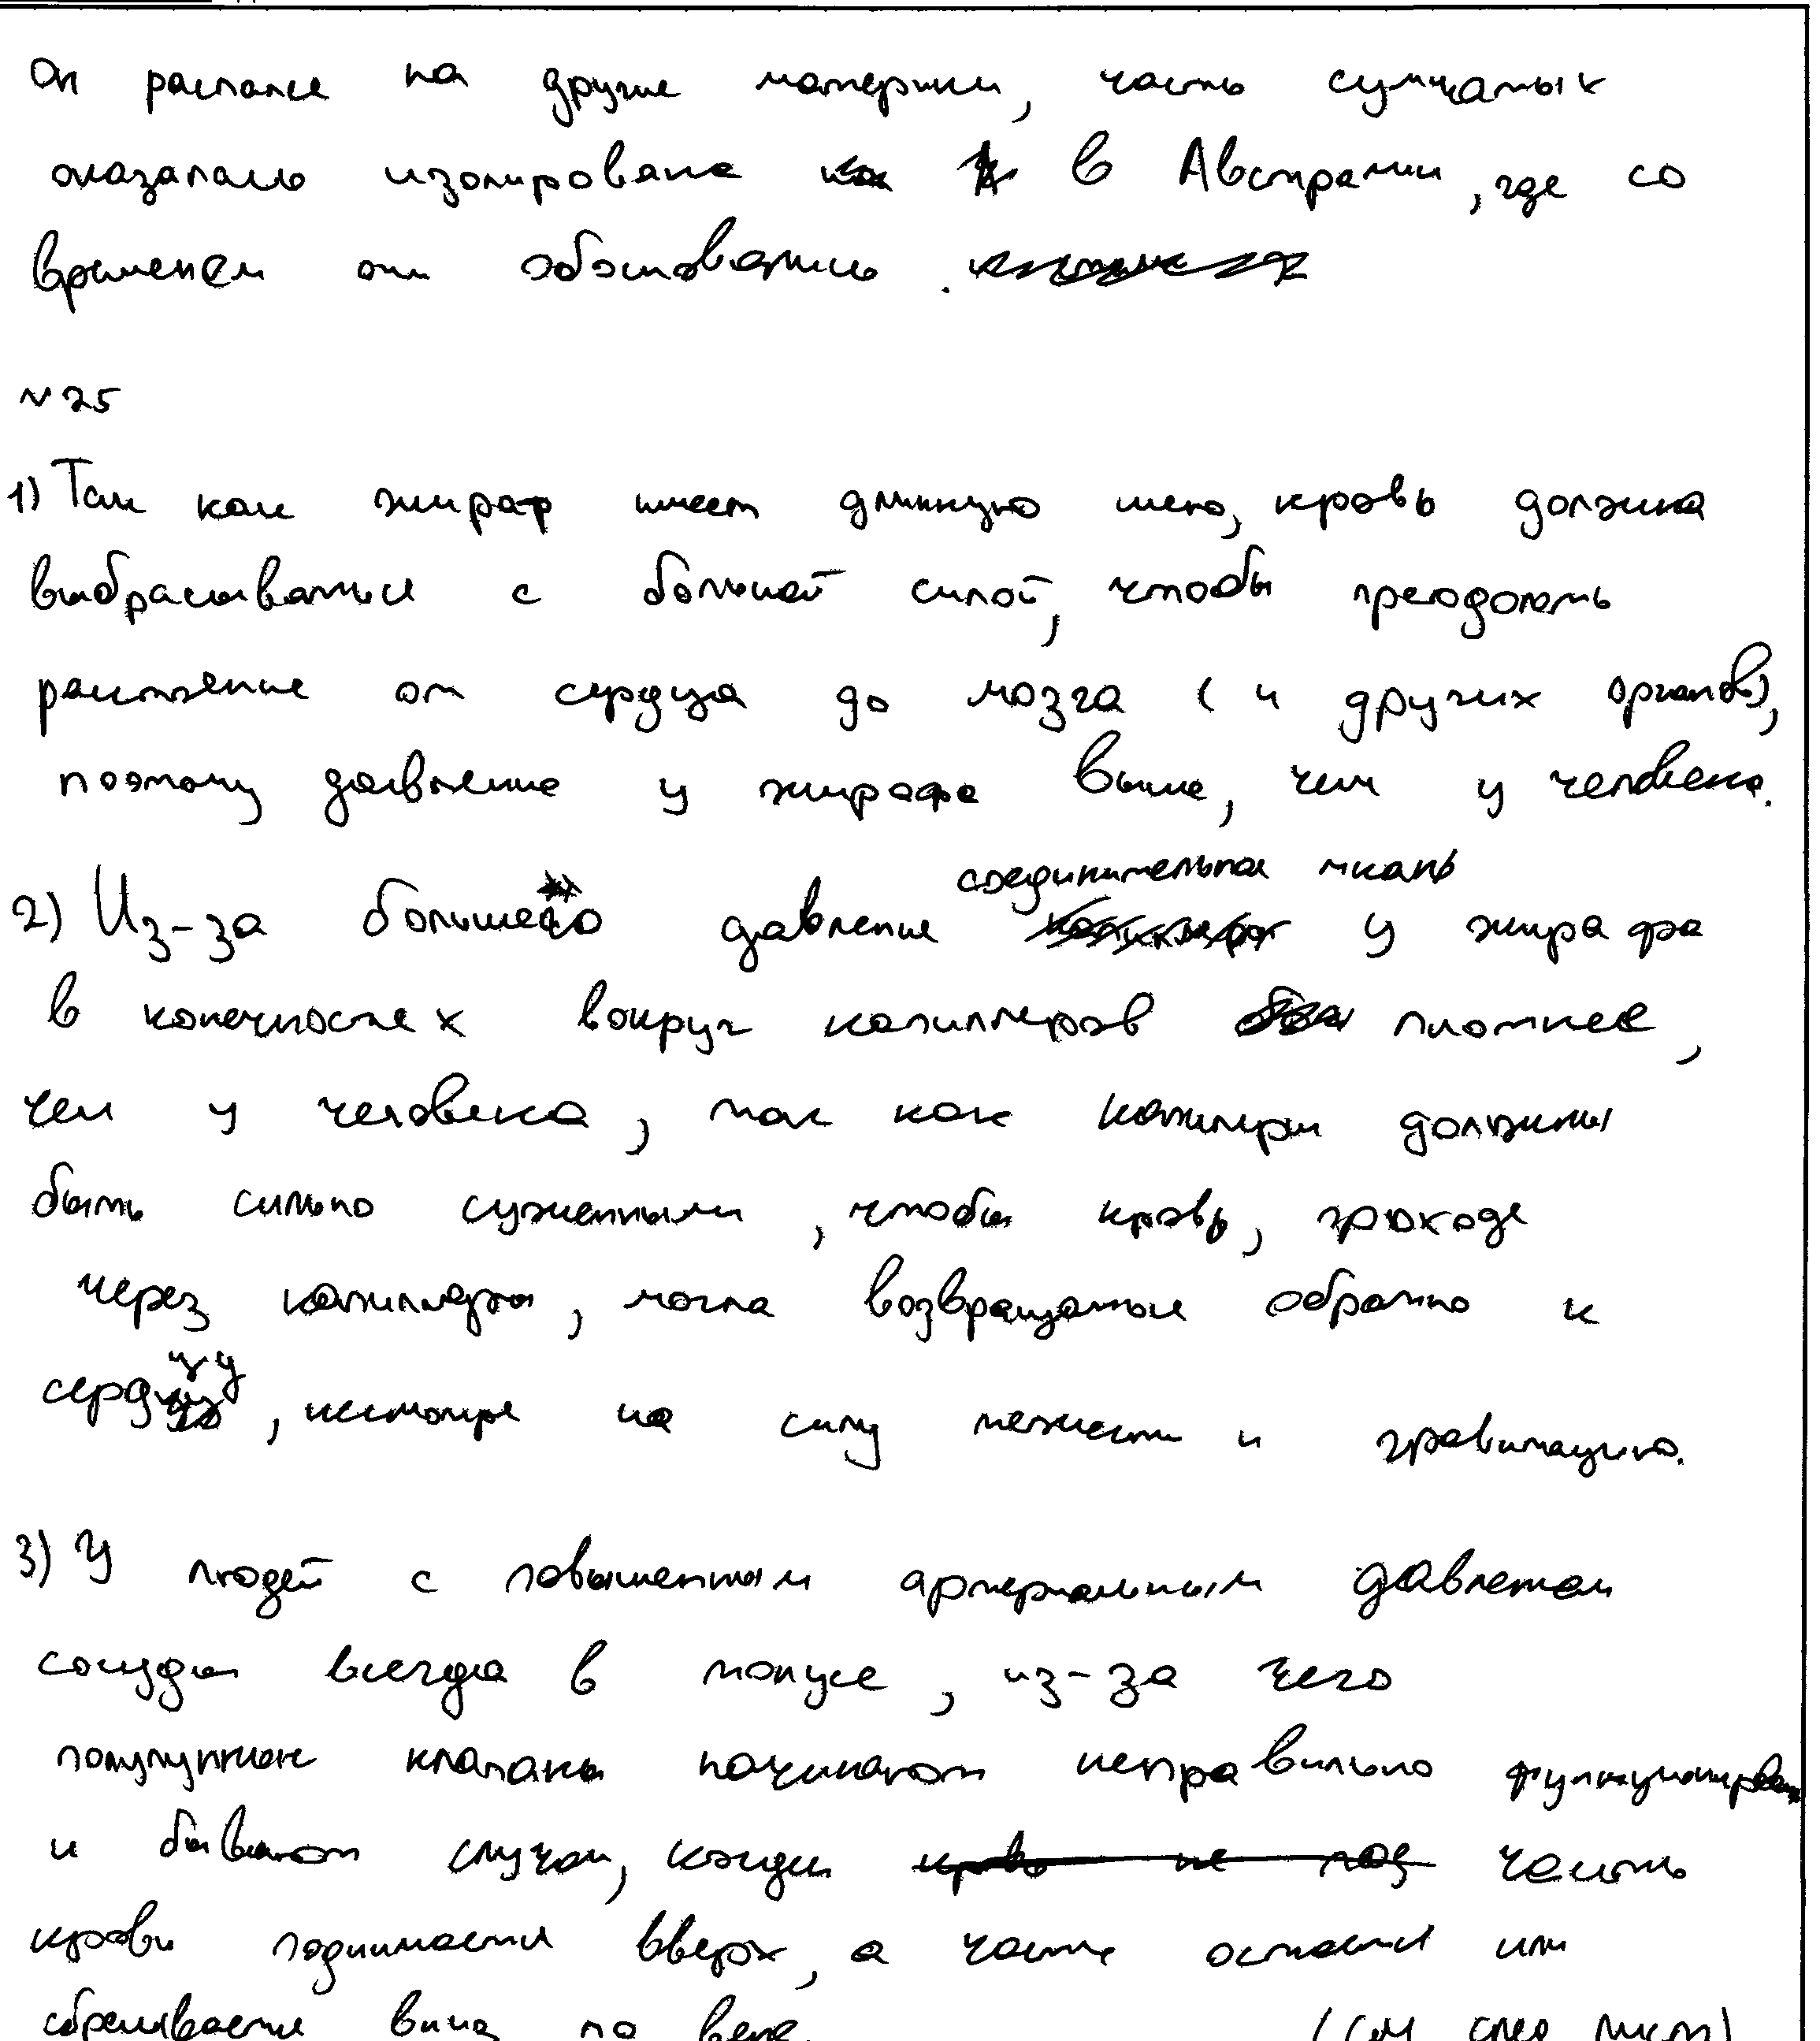 Он распался на другие материки, часть сумчатых
оказалась изолирована в Австралии, где со
временем они обосновались.
№25
1) Так как жираф имеет длинную шею, кровь должна
выбрасываться с большей силой, чтобы преодолеть
расстояние от сердца до мозга (и других органов),
поэтому давление у жирафа выше, чем у человека.
2) Из-за большего давление соединительная ткань у жирафа
в конечностях вокруг капилляров плотнее,
чем у человека, так как капилляры должны
быть сильно суженными, чтобы кровь, проходя
через капилляры, могла возвращаться обратно к
сердцу, несмотря на силу тяжести и гравитацию.
3) У людей с повышенным артериальным давлением
сосуды всегда в тонусе, из-за чего
полулунные клапаны начинают неправильно функционировать
и бывают случаи, когда часть
крови поднимается вверх, а часть остается или
сбрасывается вниз по вене. (см след лист)